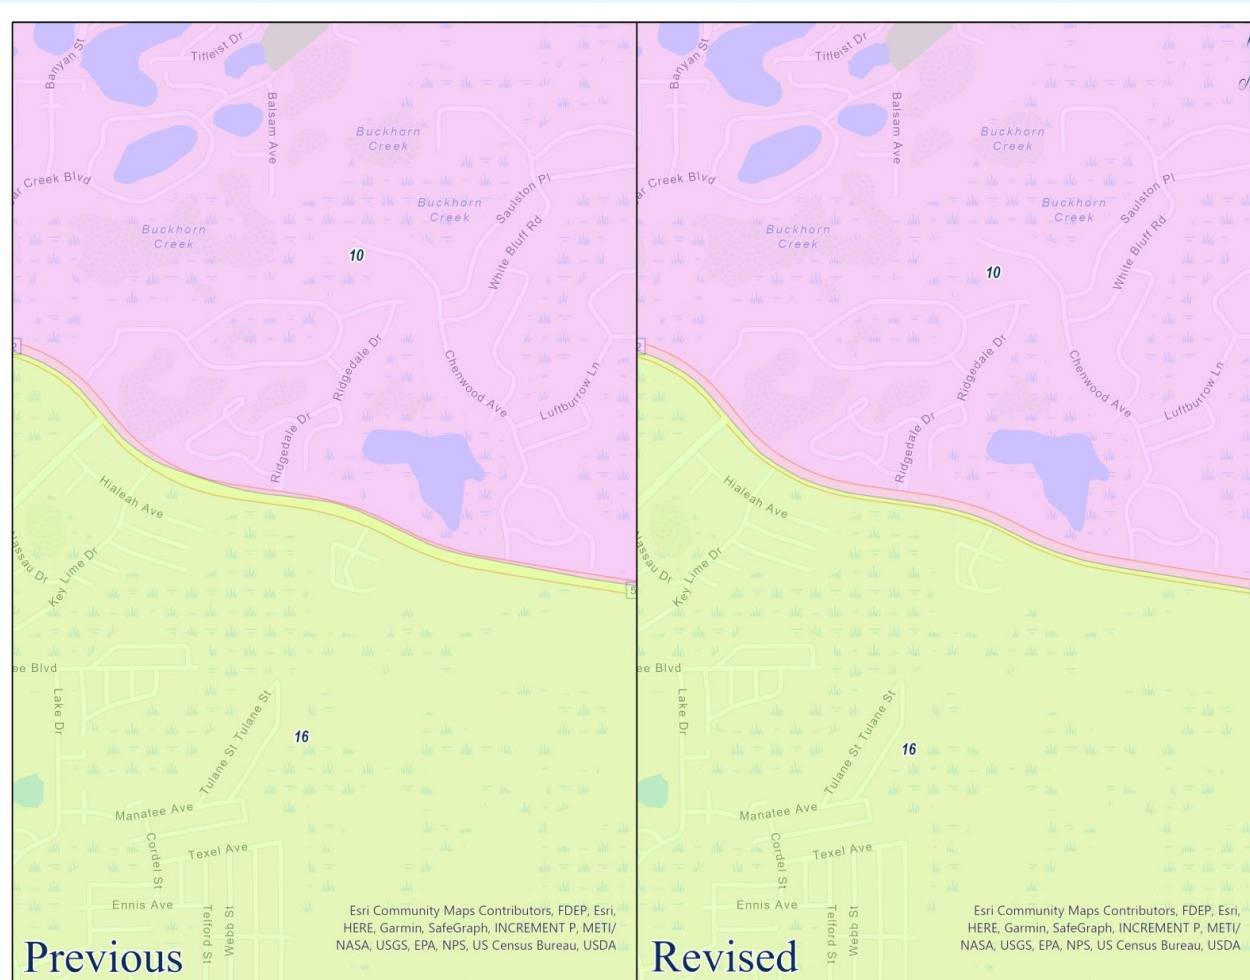 Banyan St
Titleist Dr
Balsam Ave
Buckhorn
Creek
Creek Blvd
Buckhorn
Creek
Saulston Pl
Buckhorn
Creek
White Bluff Rd
10
Ridgedale Dr
Chenwood Ave
Luftburrow Ln
Ridgedale Dr
Hialeah Ave
Nassau Dr
Key Lime Dr
5
ee Blvd
Lake Dr
Tulane St
Tulane St
16
Manatee Ave
Cordel St
Texel Ave
Ennis Ave
Telford St
Webb St
Esri Community Maps Contributors, FDEP, Esri,
HERE, Garmin, SafeGraph, INCREMENT P, METI/
NASA, USGS, EPA, NPS, US Census Bureau, USDA
Previous
Banyan St
Titleist Dr
Balsam Ave
Buckhorn
Creek
Creek Blvd
Buckhorn
Creek
Saulston Pl
Buckhorn
Creek
White Bluff Rd
10
Ridgedale Dr
Chenwood Ave
Luftburrow Ln
Ridgedale Dr
Hialeah Ave
Nassau Dr
Key Lime Dr
ee Blvd
Lake Dr
Tulane St
Tulane St
16
Manatee Ave
Cordel St
Texel Ave
Ennis Ave
Telford St
Webb St
Esri Community Maps Contributors, FDEP, Esri,
HERE, Garmin, SafeGraph, INCREMENT P, METI/
NASA, USGS, EPA, NPS, US Census Bureau, USDA
Revised